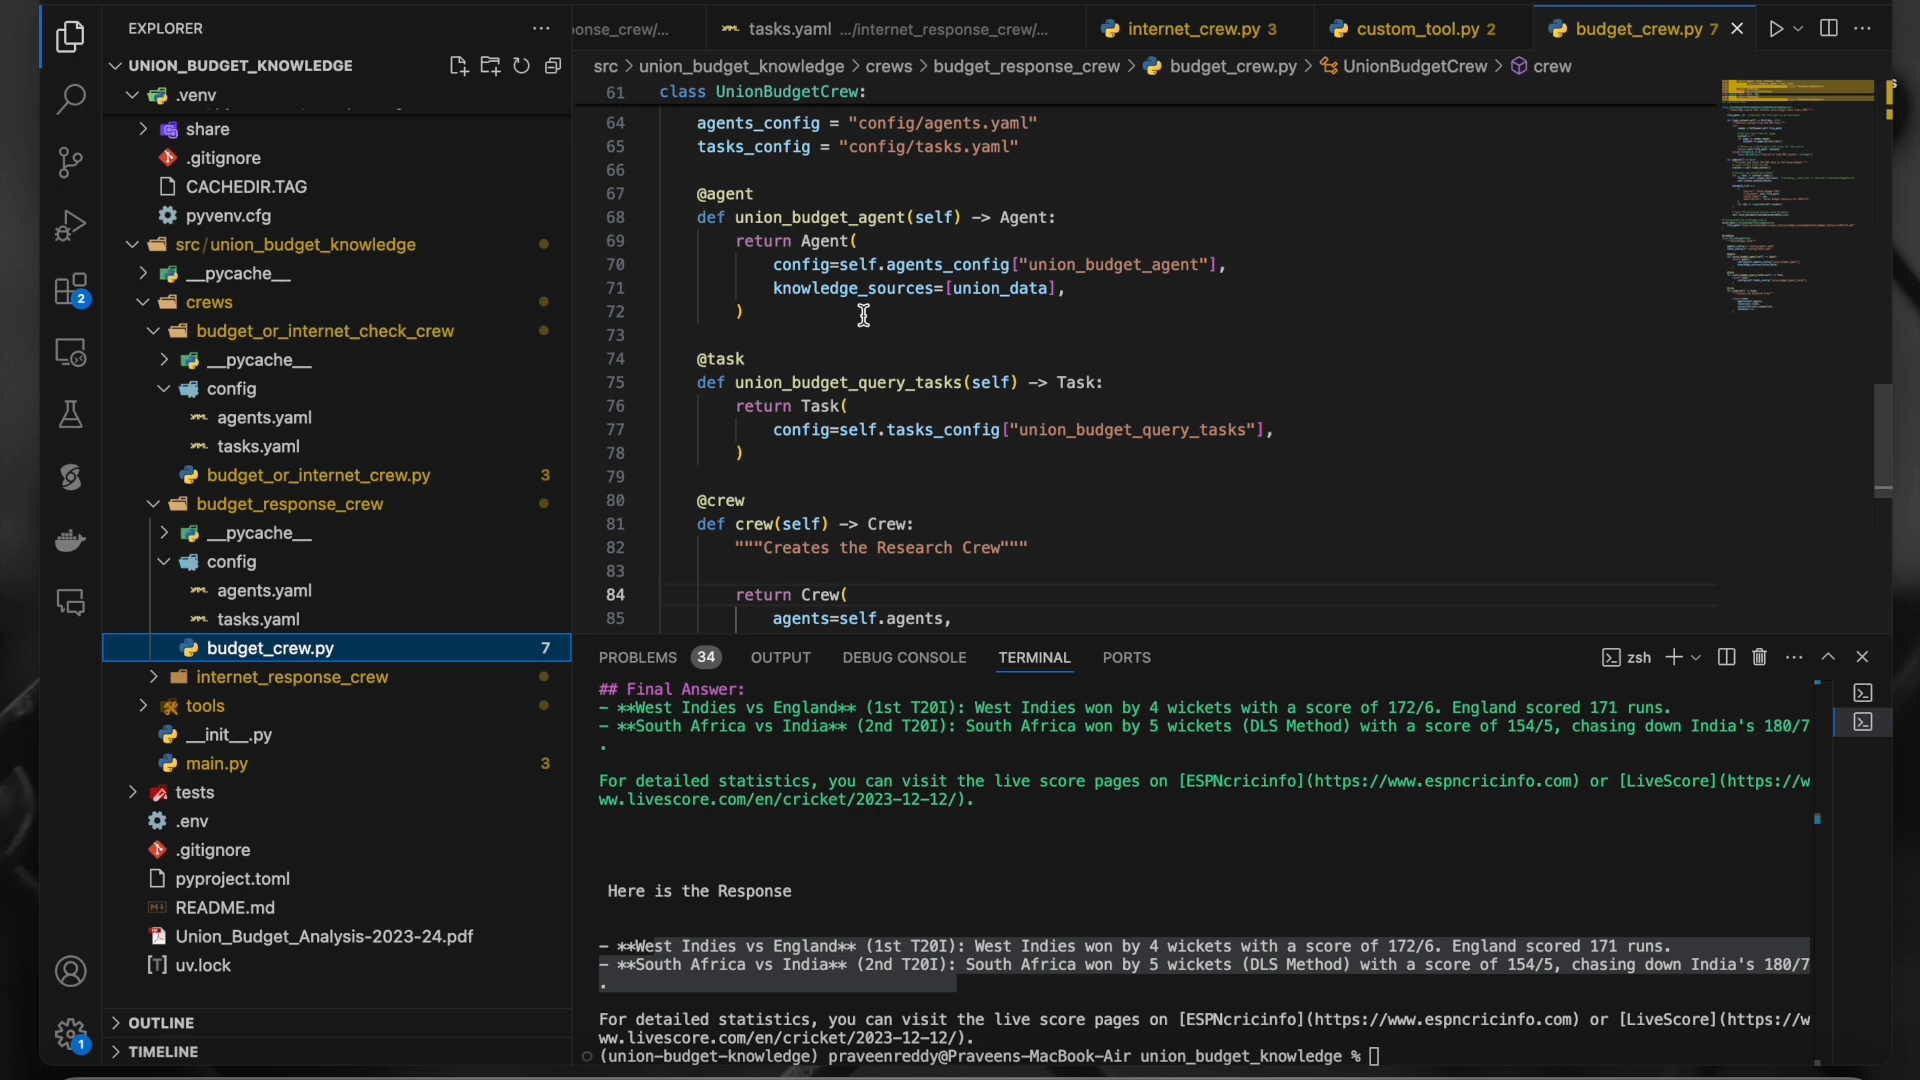 EXPLORER
UNION_BUDGET_KNOWLEDGE
.venv
share
.gitignore
CACHEDIR.TAG
pyvenv.cfg
src/union_budget_knowledge
__pycache__
crews
budget_or_internet_check_crew
__pycache__
config
agents.yaml
tasks.yaml
budget_or_internet_crew.py 3
budget_response_crew
__pycache__
config
agents.yaml
tasks.yaml
budget_crew.py 7
internet_response_crew
tools
__init__.py
main.py 3
tests
.env
.gitignore
pyproject.toml
README.md
Union_Budget_Analysis-2023-24.pdf
uv.lock
OUTLINE
TIMELINE
2
1
onse_crew/... tasks.yaml .../internet_response_crew/... internet_crew.py 3 custom_tool.py 2 budget_crew.py 7
src > union_budget_knowledge > crews > budget_response_crew > budget_crew.py > UnionBudgetCrew > crew
61 class UnionBudgetCrew:
64 agents_config = "config/agents.yaml"
65 tasks_config = "config/tasks.yaml"
66
67 @agent
68 def union_budget_agent(self) -> Agent:
69 return Agent(
70 config=self.agents_config["union_budget_agent"],
71 knowledge_sources=[union_data],
72 )
73
74 @task
75 def union_budget_query_tasks(self) -> Task:
76 return Task(
77 config=self.tasks_config["union_budget_query_tasks"],
78 )
79
80 @crew
81 def crew(self) -> Crew:
82 """Creates the Research Crew"""
83
84 return Crew(
85 agents=self.agents,
PROBLEMS 34 OUTPUT DEBUG CONSOLE TERMINAL PORTS zsh
## Final Answer:
- **West Indies vs England** (1st T20I): West Indies won by 4 wickets with a score of 172/6. England scored 171 runs.
- **South Africa vs India** (2nd T20I): South Africa won by 5 wickets (DLS Method) with a score of 154/5, chasing down India's 180/7
.
For detailed statistics, you can visit the live score pages on [ESPNcricinfo](https://www.espncricinfo.com) or [LiveScore](https://w
ww.livescore.com/en/cricket/2023-12-12/).
Here is the Response
- **West Indies vs England** (1st T20I): West Indies won by 4 wickets with a score of 172/6. England scored 171 runs.
- **South Africa vs India** (2nd T20I): South Africa won by 5 wickets (DLS Method) with a score of 154/5, chasing down India's 180/7
.
For detailed statistics, you can visit the live score pages on [ESPNcricinfo](https://www.espncricinfo.com) or [LiveScore](https://w
ww.livescore.com/en/cricket/2023-12-12/).
(union-budget-knowledge) praveenreddy@Praveens-MacBook-Air union_budget_knowledge %